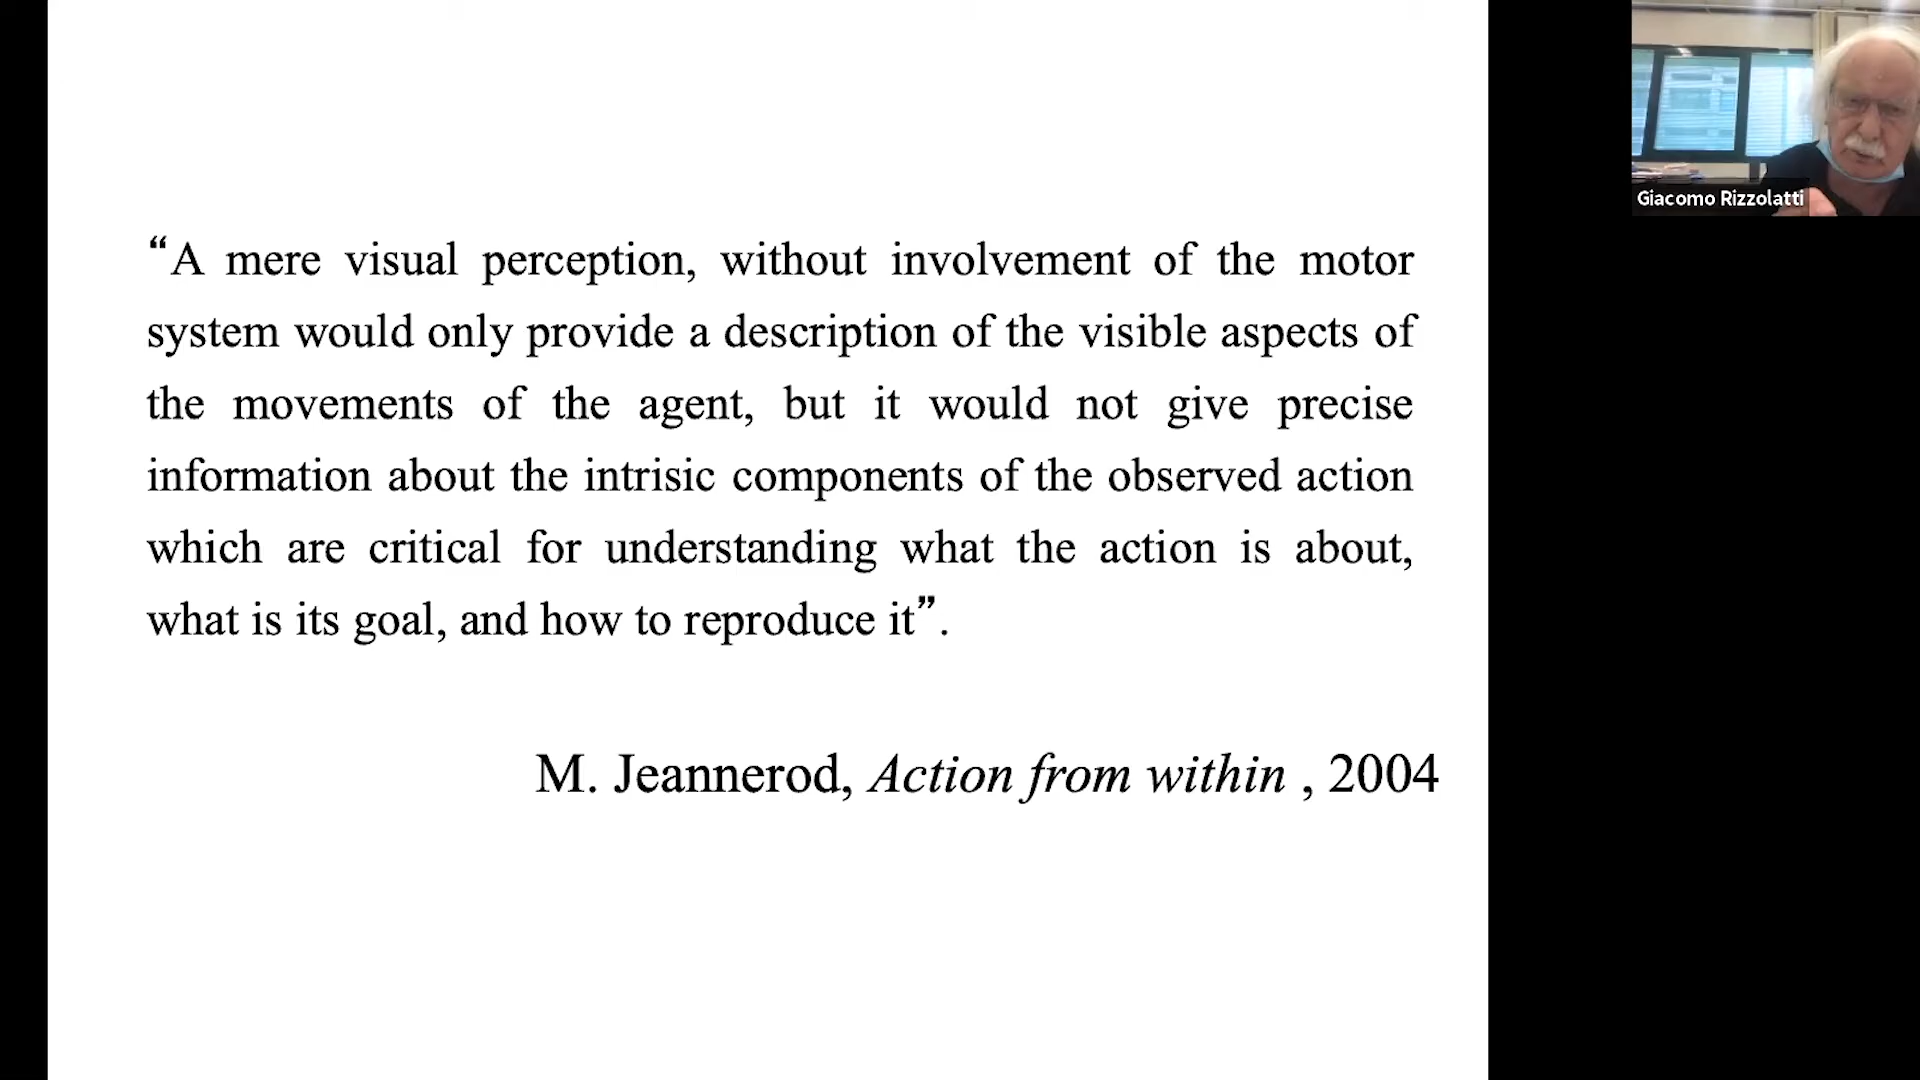 “A mere visual perception, without involvement of the motor
system would only provide a description of the visible aspects of
the movements of the agent, but it would not give precise
information about the intrisic components of the observed action
which are critical for understanding what the action is about,
what is its goal, and how to reproduce it”.
M. Jeannerod, Action from within , 2004
Giacomo Rizzolatti